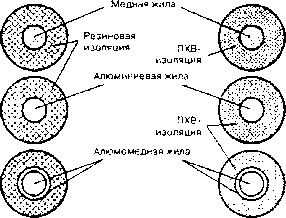 Медная жила
Резиновая
изоляция
ПХВ-
изоляция
Алюминиевая жила
ПХВ-
изоляция
Алюмомедная жила